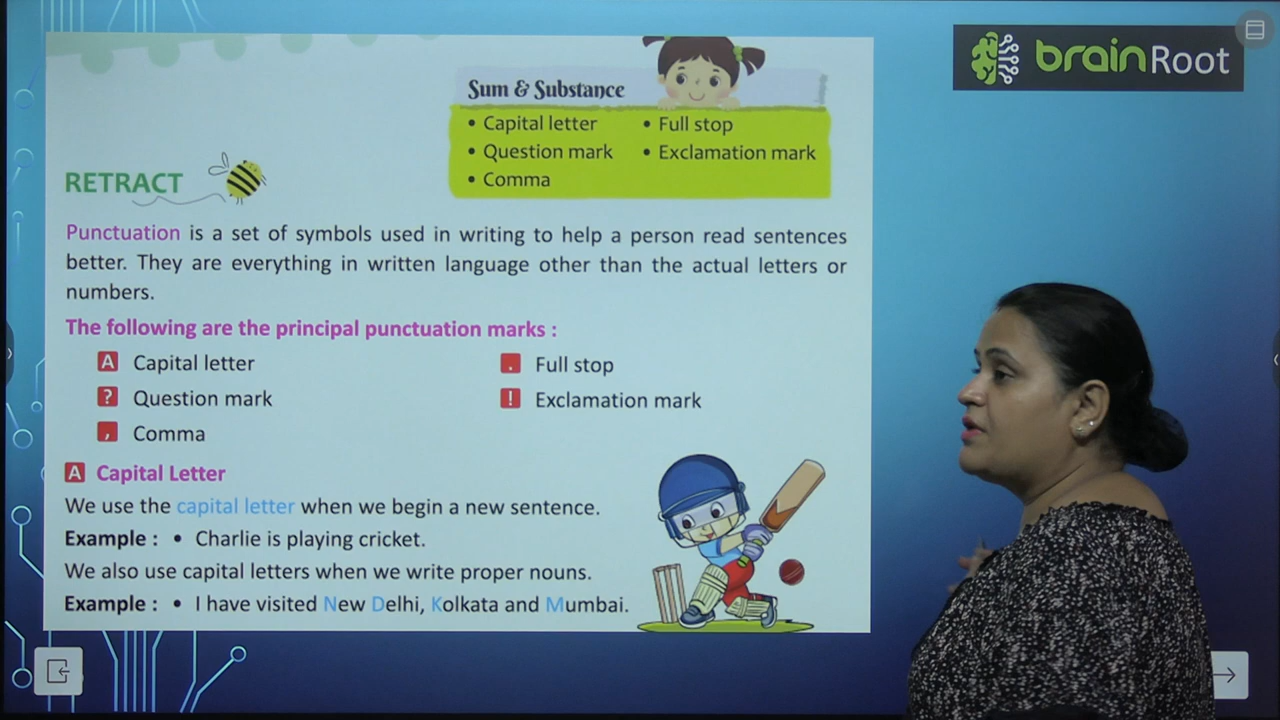 brainRoot
Sum & Substance
• Capital letter
• Full stop
• Question mark
• Exclamation mark
• Comma
RETRACT
Punctuation is a set of symbols used in writing to help a person read sentences
better. They are everything in written language other than the actual letters or
numbers.
The following are the principal punctuation marks :
A Capital letter
. Full stop
? Question mark
! Exclamation mark
, Comma
A Capital Letter
We use the capital letter when we begin a new sentence.
Example : • Charlie is playing cricket.
We also use capital letters when we write proper nouns.
Example : • I have visited New Delhi, Kolkata and Mumbai.